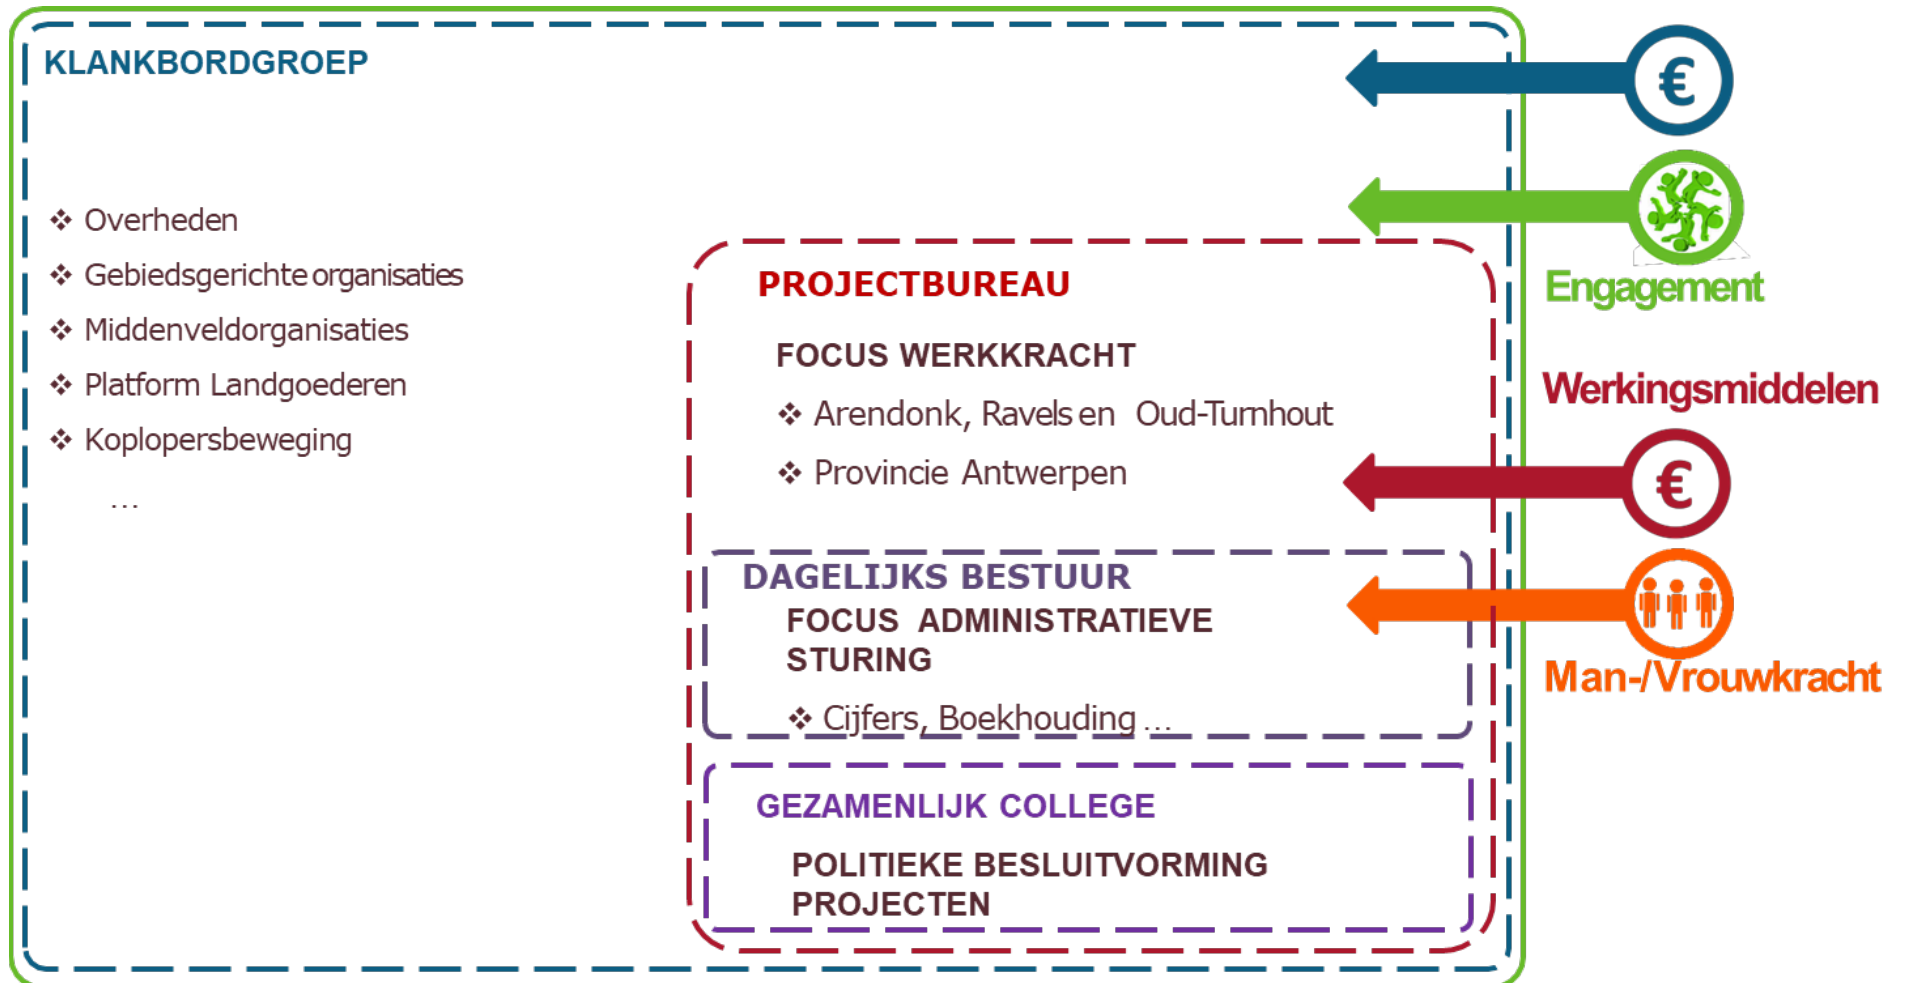 KLANKBORDGROEP
❖ Overheden
❖ Gebiedsgerichte organisaties
❖ Middenveldorganisaties
❖ Platform Landgoederen
❖ Koplopersbeweging
...
PROJECTBUREAU
FOCUS WERKKRACHT
❖ Arendonk, Ravels en Oud-Turnhout
❖ Provincie Antwerpen
DAGELIJKS BESTUUR
FOCUS ADMINISTRATIEVE
STURING
❖ Cijfers, Boekhouding ...
GEZAMENLIJK COLLEGE
POLITIEKE BESLUITVORMING
PROJECTEN
€
Engagement
Werkingsmiddelen
€
Man-/Vrouwkracht